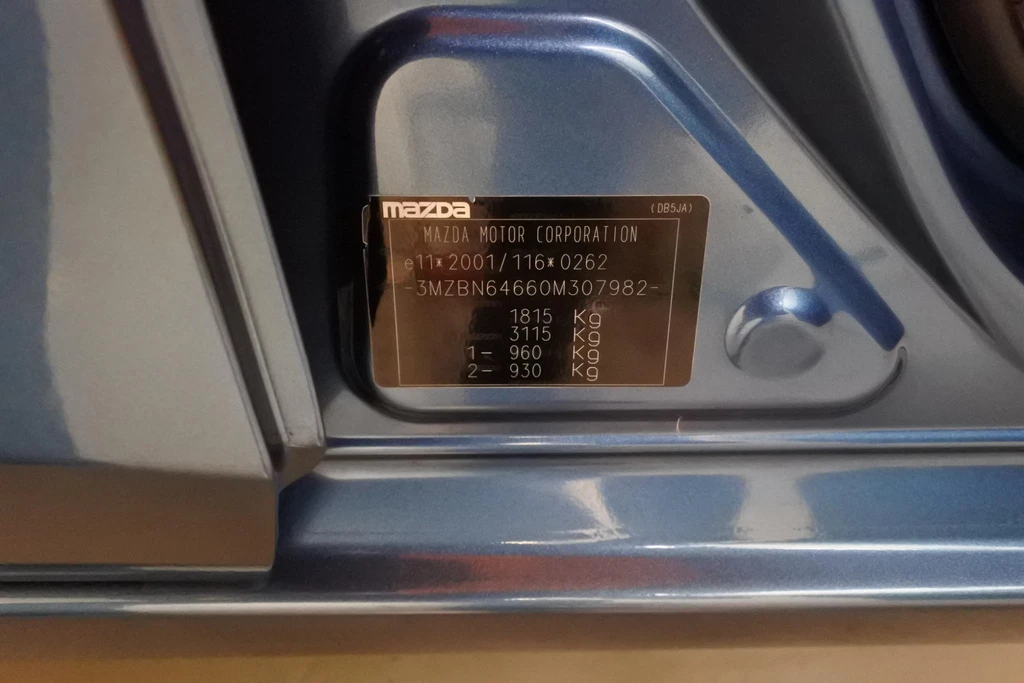 mazda
(DB5JA)
MAZDA MOTOR CORPORATION
e11*2001/116*0262
-3MZBN64660M307982-
1815 Kg
3115 Kg
1- 960 Kg
2- 930 Kg